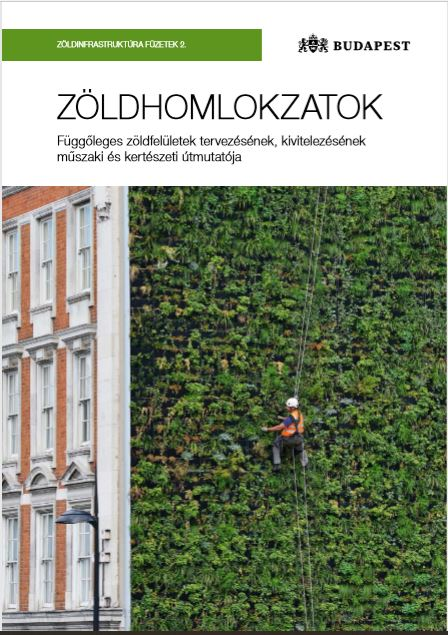 ZÖLDINFRASTRUKTÚRA FÜZETEK 2.
BUDAPEST
ZÖLDHOMLOKZATOK
Függőleges zöldfelületek tervezésének, kivitelezésének
műszaki és kertészeti útmutatója